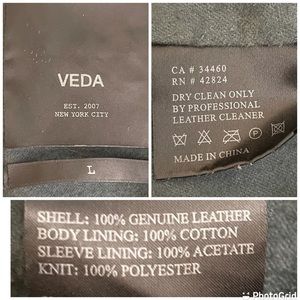 VEDA
EST. 2007
NEW YORK CITY
L
CA # 34460
RN # 42824
DRY CLEAN ONLY
BY PROFESSIONAL
LEATHER CLEANER
MADE IN CHINA
SHELL: 100% GENUINE LEATHER
BODY LINING: 100% COTTON
SLEEVE LINING: 100% ACETATE
KNIT: 100% POLYESTER
PhotoGrid